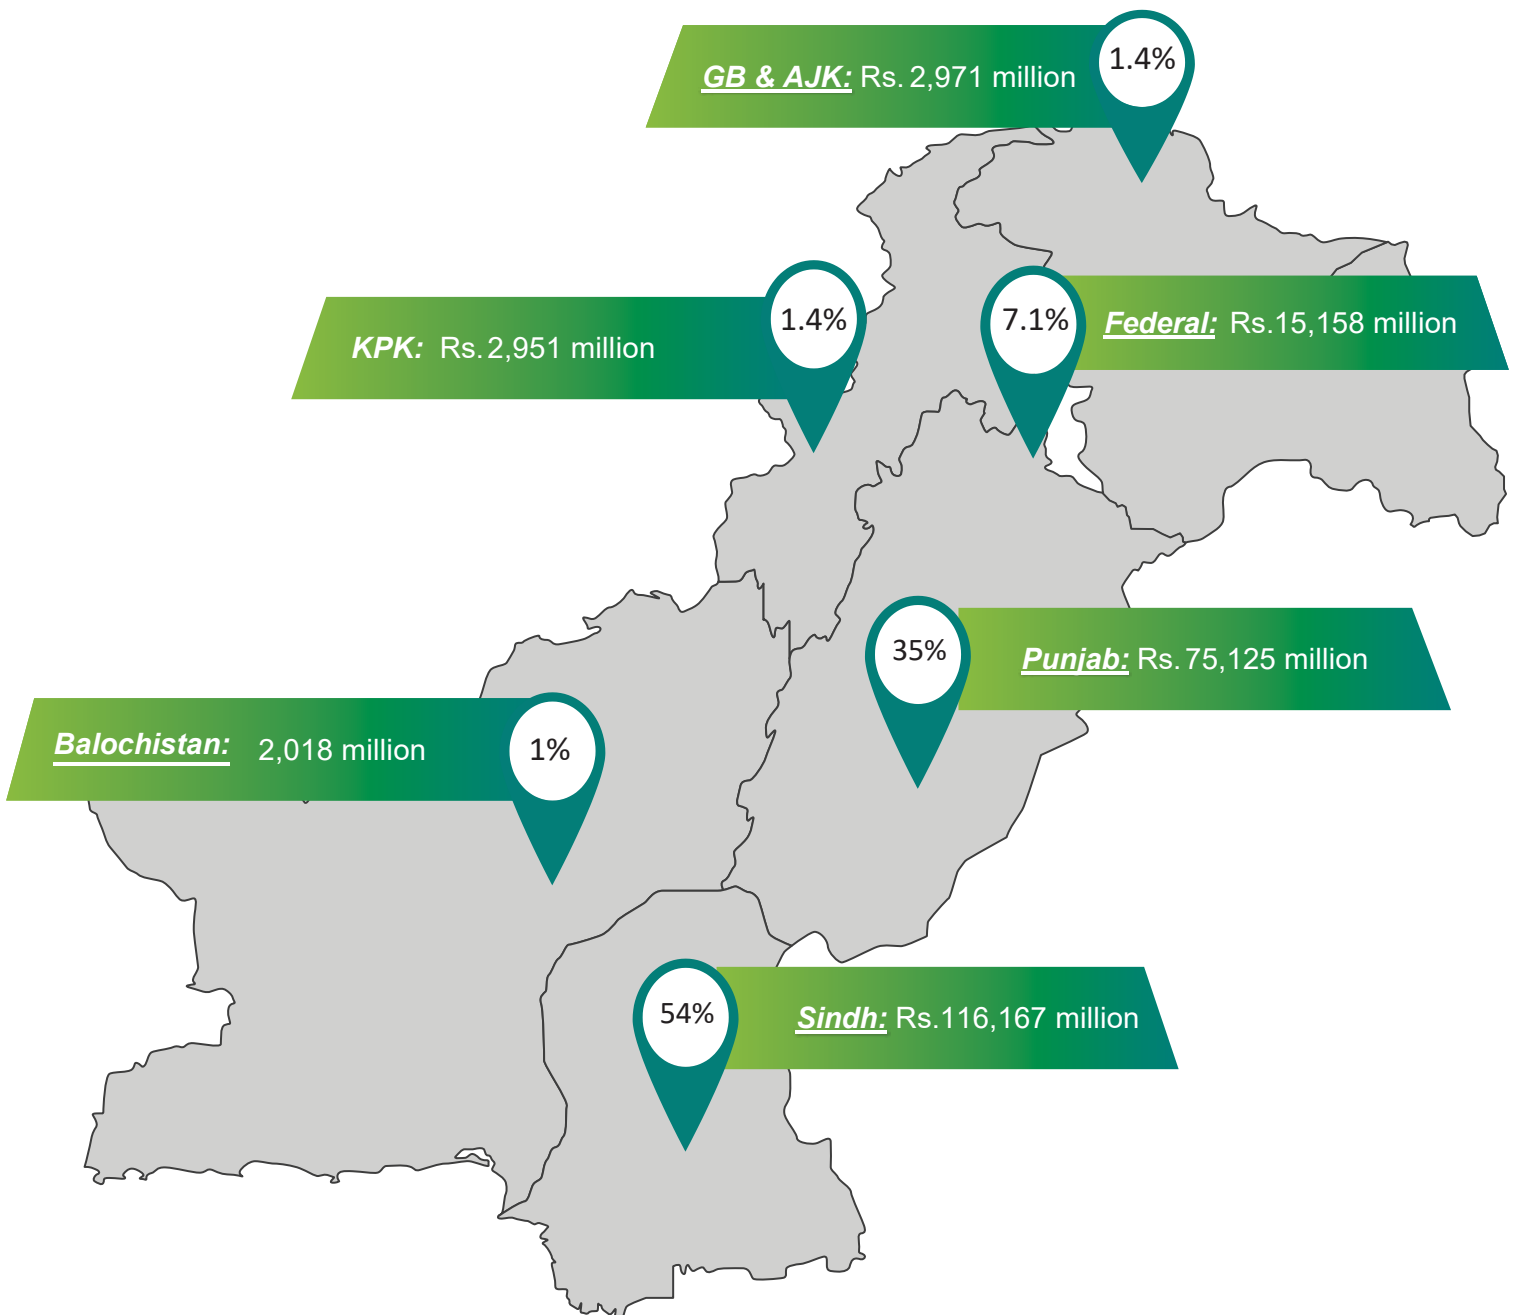 GB & AJK: Rs. 2,971 million 1.4%
KPK: Rs. 2,951 million 1.4%
7.1% Federal: Rs.15,158 million
35% Punjab: Rs. 75,125 million
Balochistan: 2,018 million 1%
54% Sindh: Rs.116,167 million